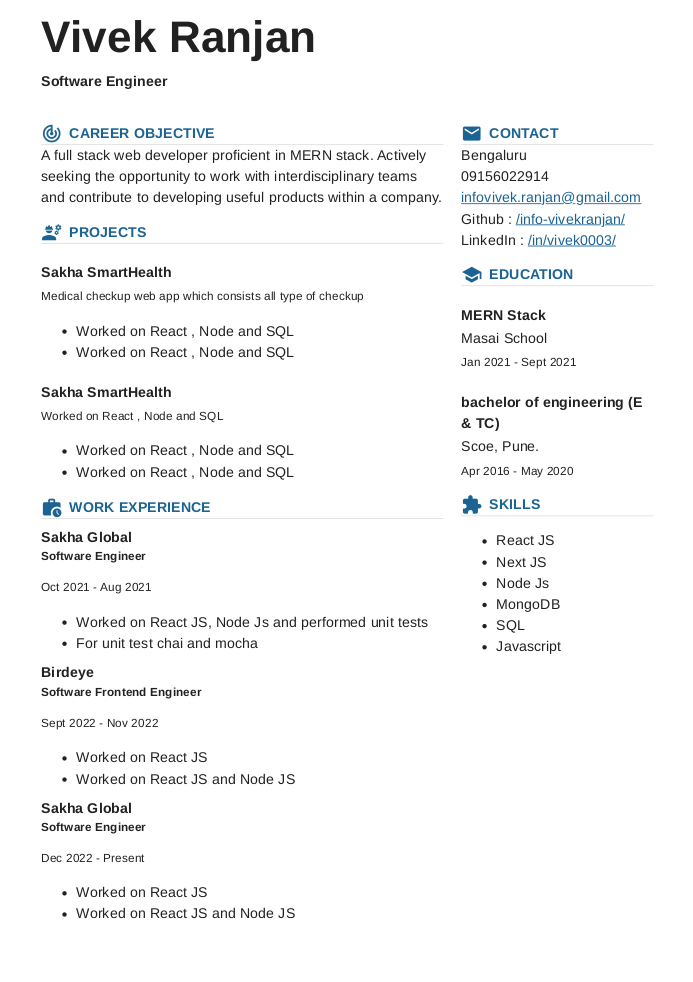 Vivek Ranjan
Software Engineer
CAREER OBJECTIVE
A full stack web developer proficient in MERN stack. Actively
seeking the opportunity to work with interdisciplinary teams
and contribute to developing useful products within a company.
PROJECTS
Sakha SmartHealth
Medical checkup web app which consists all type of checkup
• Worked on React , Node and SQL
• Worked on React , Node and SQL
Sakha SmartHealth
Worked on React , Node and SQL
• Worked on React , Node and SQL
• Worked on React , Node and SQL
WORK EXPERIENCE
Sakha Global
Software Engineer
Oct 2021 - Aug 2021
• Worked on React JS, Node Js and performed unit tests
• For unit test chai and mocha
Birdeye
Software Frontend Engineer
Sept 2022 - Nov 2022
• Worked on React JS
• Worked on React JS and Node JS
Sakha Global
Software Engineer
Dec 2022 - Present
• Worked on React JS
• Worked on React JS and Node JS
CONTACT
Bengaluru
09156022914
infovivek.ranjan@gmail.com
Github : /info-vivekranjan/
LinkedIn : /in/vivek0003/
EDUCATION
MERN Stack
Masai School
Jan 2021 - Sept 2021
bachelor of engineering (E
& TC)
Scoe, Pune.
Apr 2016 - May 2020
SKILLS
• React JS
• Next JS
• Node Js
• MongoDB
• SQL
• Javascript